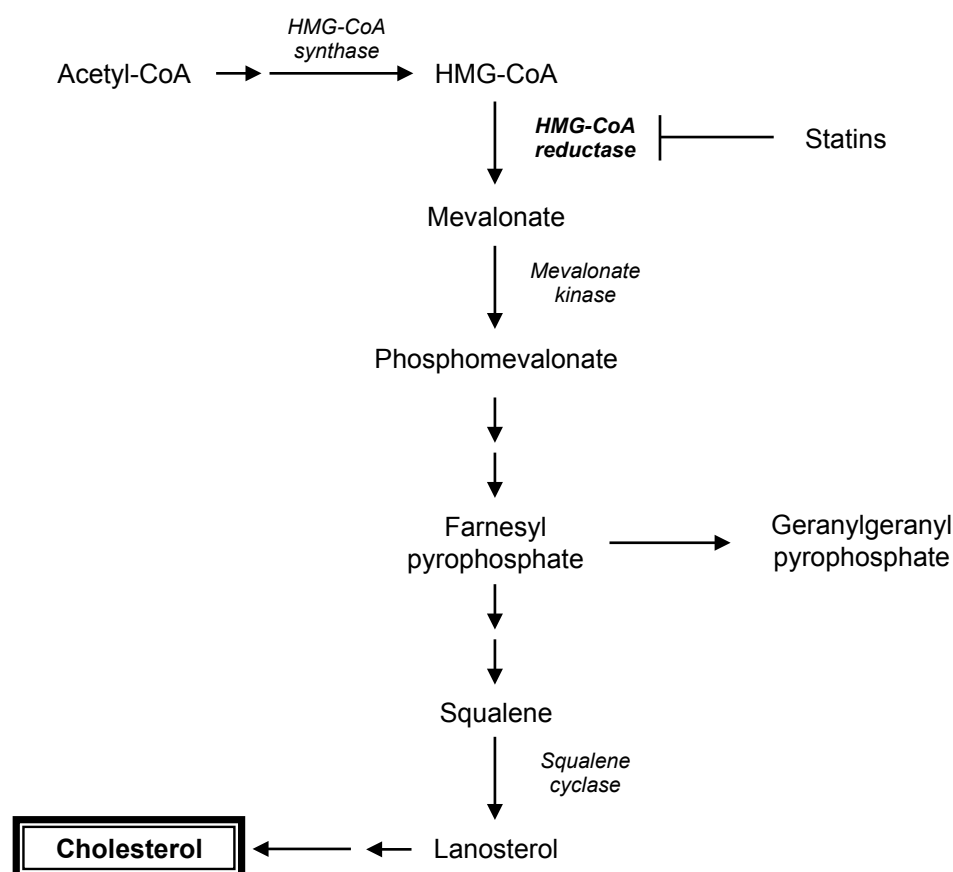 HMG-CoA
synthase
Acetyl-CoA
HMG-CoA
HMG-CoA
reductase
Statins
Mevalonate
Mevalonate
kinase
Phosphomevalonate
Farnesyl
pyrophosphate
Geranylgeranyl
pyrophosphate
Squalene
Squalene
cyclase
Cholesterol
Lanosterol